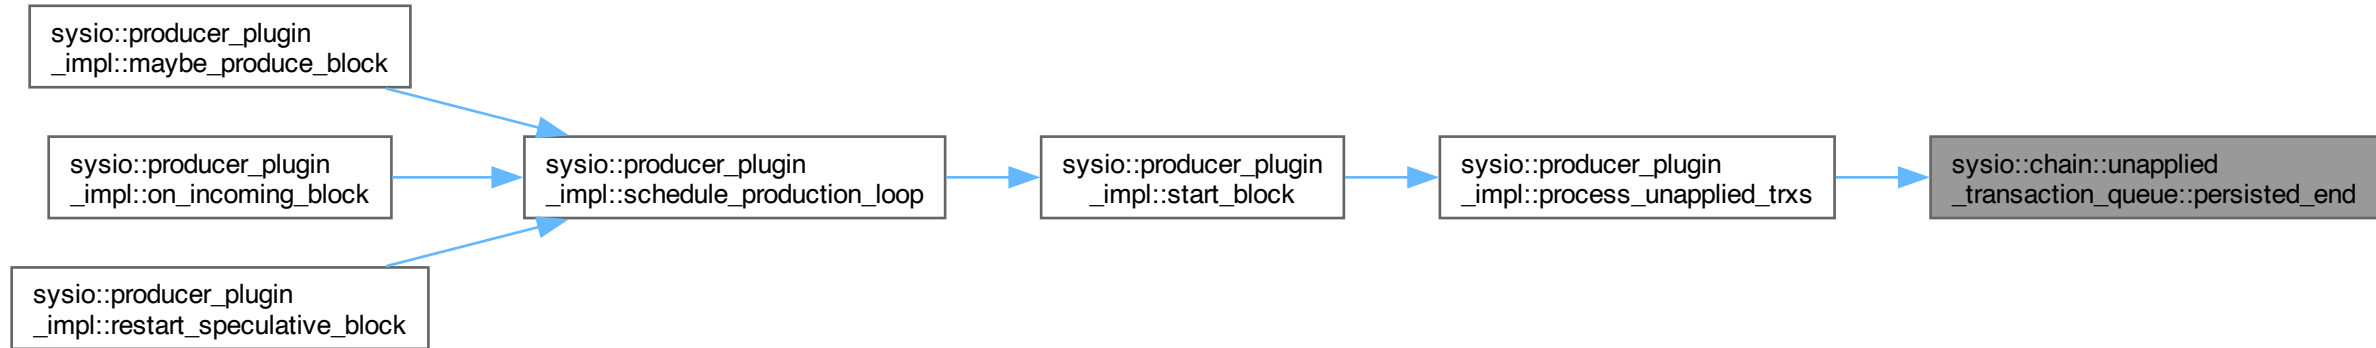 sysio::producer_plugin
_impl::maybe_produce_block
sysio::producer_plugin
_impl::on_incoming_block
sysio::producer_plugin
_impl::restart_speculative_block
sysio::producer_plugin
_impl::schedule_production_loop
sysio::producer_plugin
_impl::start_block
sysio::producer_plugin
_impl::process_unapplied_trxs
sysio::chain::unapplied
_transaction_queue::persisted_end